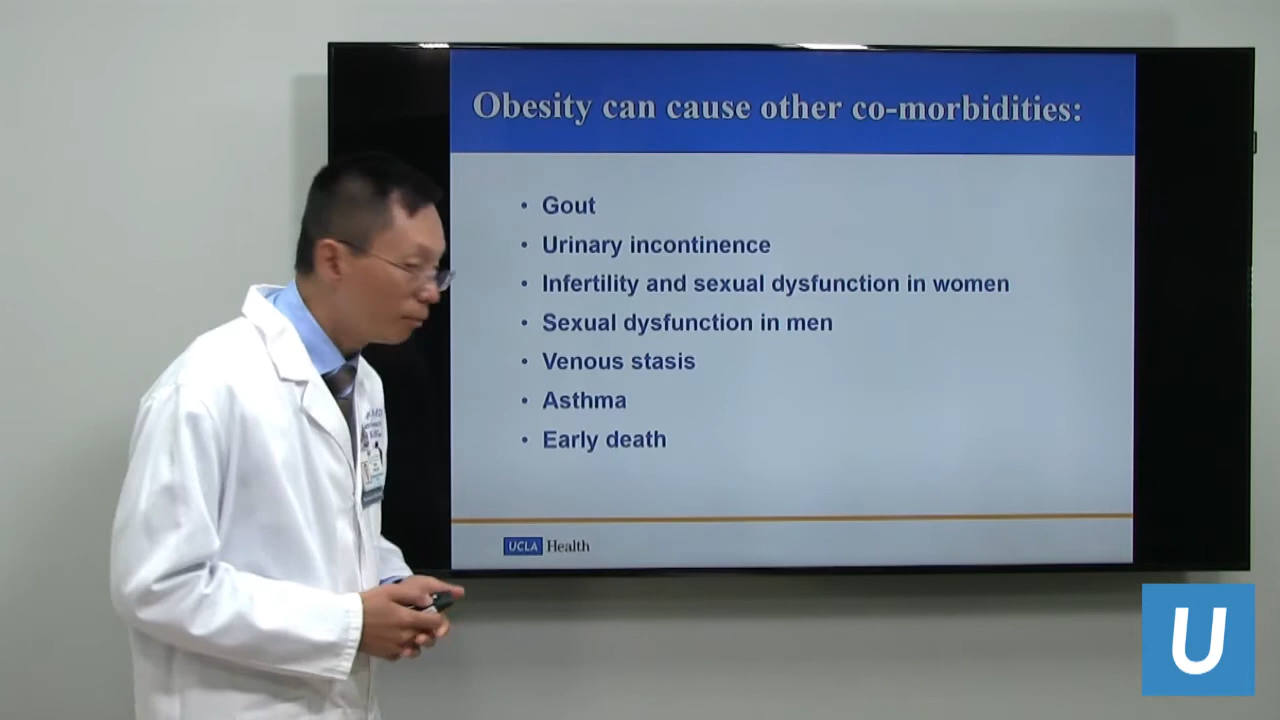 Obesity can cause other co-morbidities:
• Gout
• Urinary incontinence
• Infertility and sexual dysfunction in women
• Sexual dysfunction in men
• Venous stasis
• Asthma
• Early death
UCLA Health
U